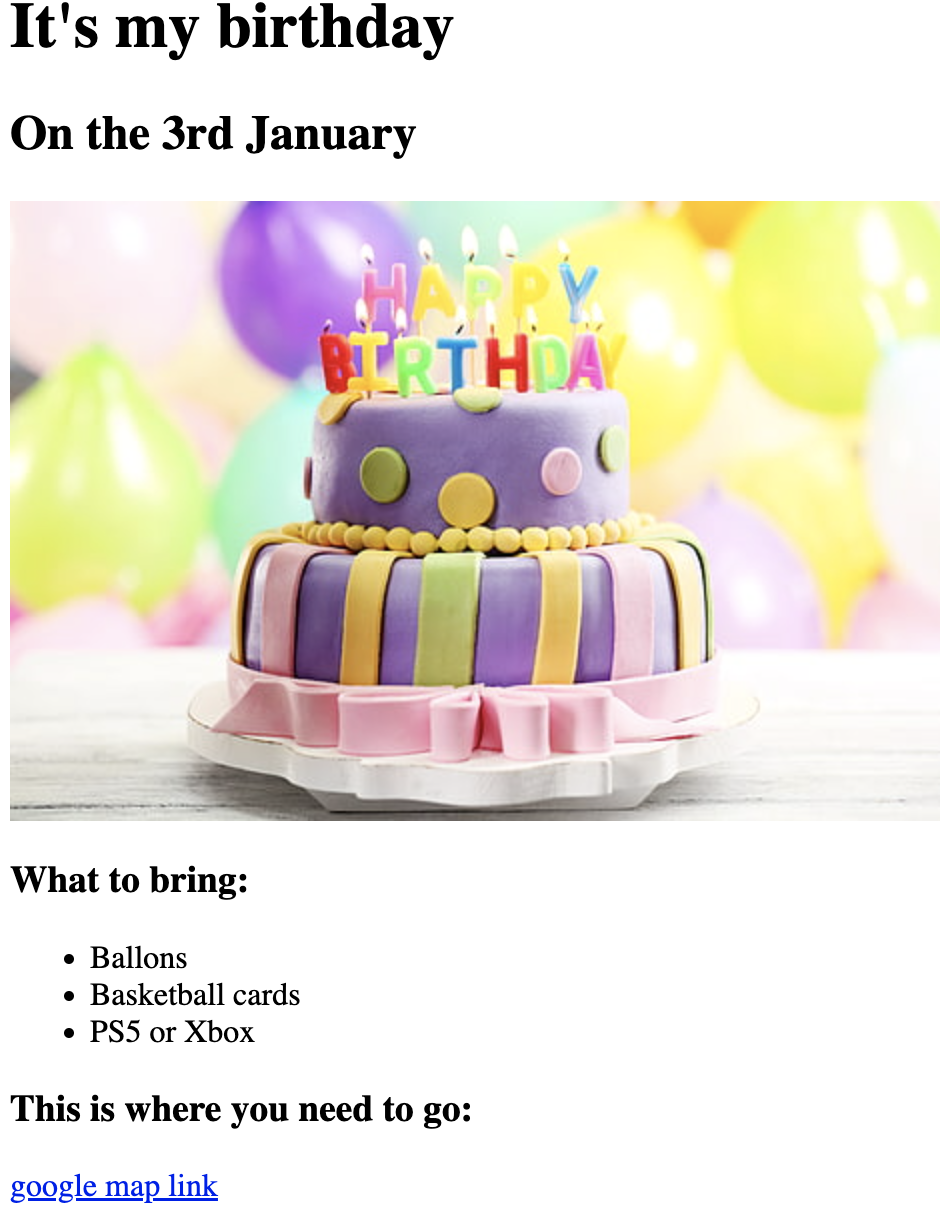 It's my birthday
On the 3rd January
HAPPY
BIRTHDAY
What to bring:
Ballons
Basketball cards
PS5 or Xbox
This is where you need to go:
google map link